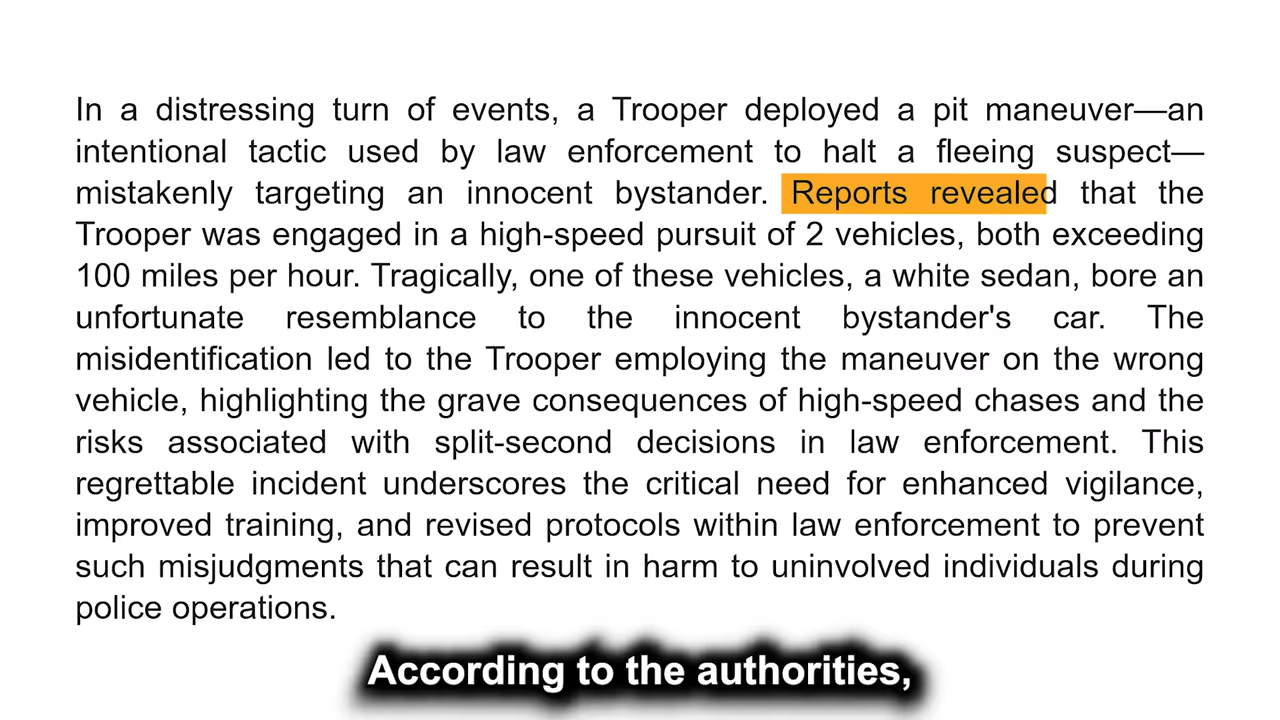 In a distressing turn of events, a Trooper deployed a pit maneuver—an
intentional tactic used by law enforcement to halt a fleeing suspect—
mistakenly targeting an innocent bystander. Reports revealed that the
Trooper was engaged in a high-speed pursuit of 2 vehicles, both exceeding
100 miles per hour. Tragically, one of these vehicles, a white sedan, bore an
unfortunate resemblance to the innocent bystander's car. The
misidentification led to the Trooper employing the maneuver on the wrong
vehicle, highlighting the grave consequences of high-speed chases and the
risks associated with split-second decisions in law enforcement. This
regrettable incident underscores the critical need for enhanced vigilance,
improved training, and revised protocols within law enforcement to prevent
such misjudgments that can result in harm to uninvolved individuals during
police operations.
According to the authorities,